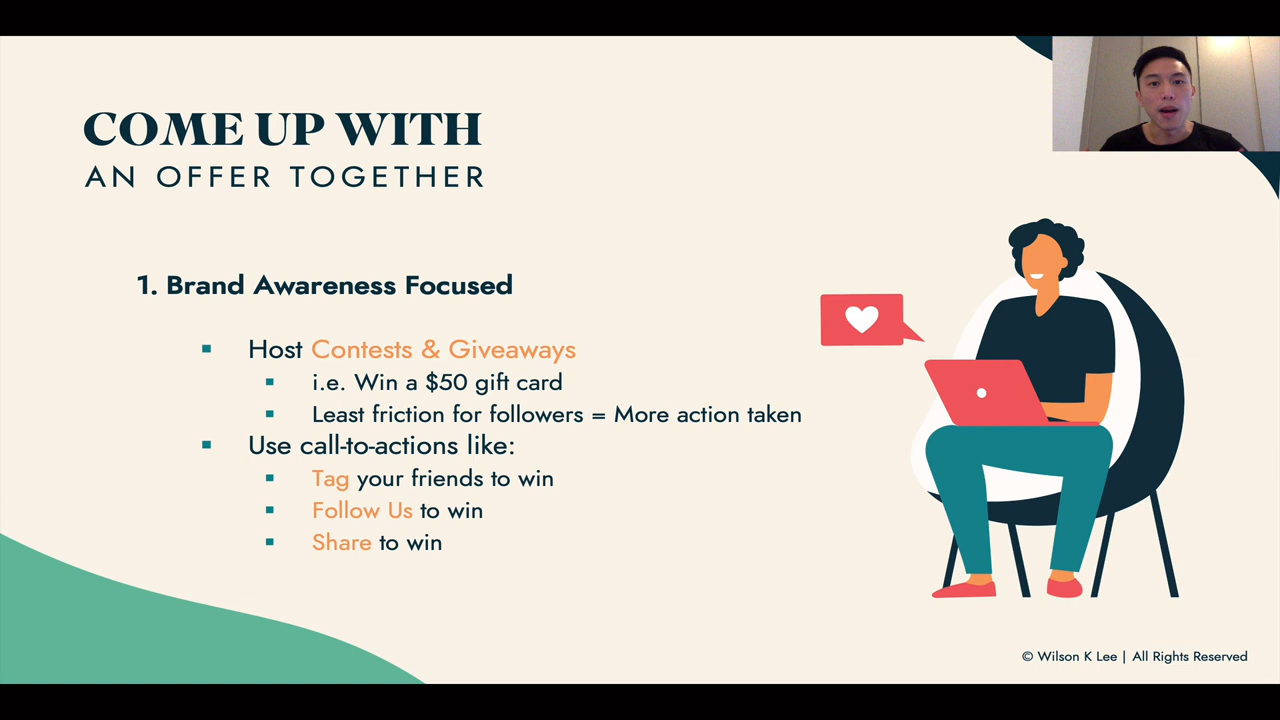 COME UP WITH
AN OFFER TOGETHER
1. Brand Awareness Focused
Host Contests & Giveaways
i.e. Win a $50 gift card
Least friction for followers = More action taken
Use call-to-actions like:
Tag your friends to win
Follow Us to win
Share to win
© Wilson K Lee | All Rights Reserved